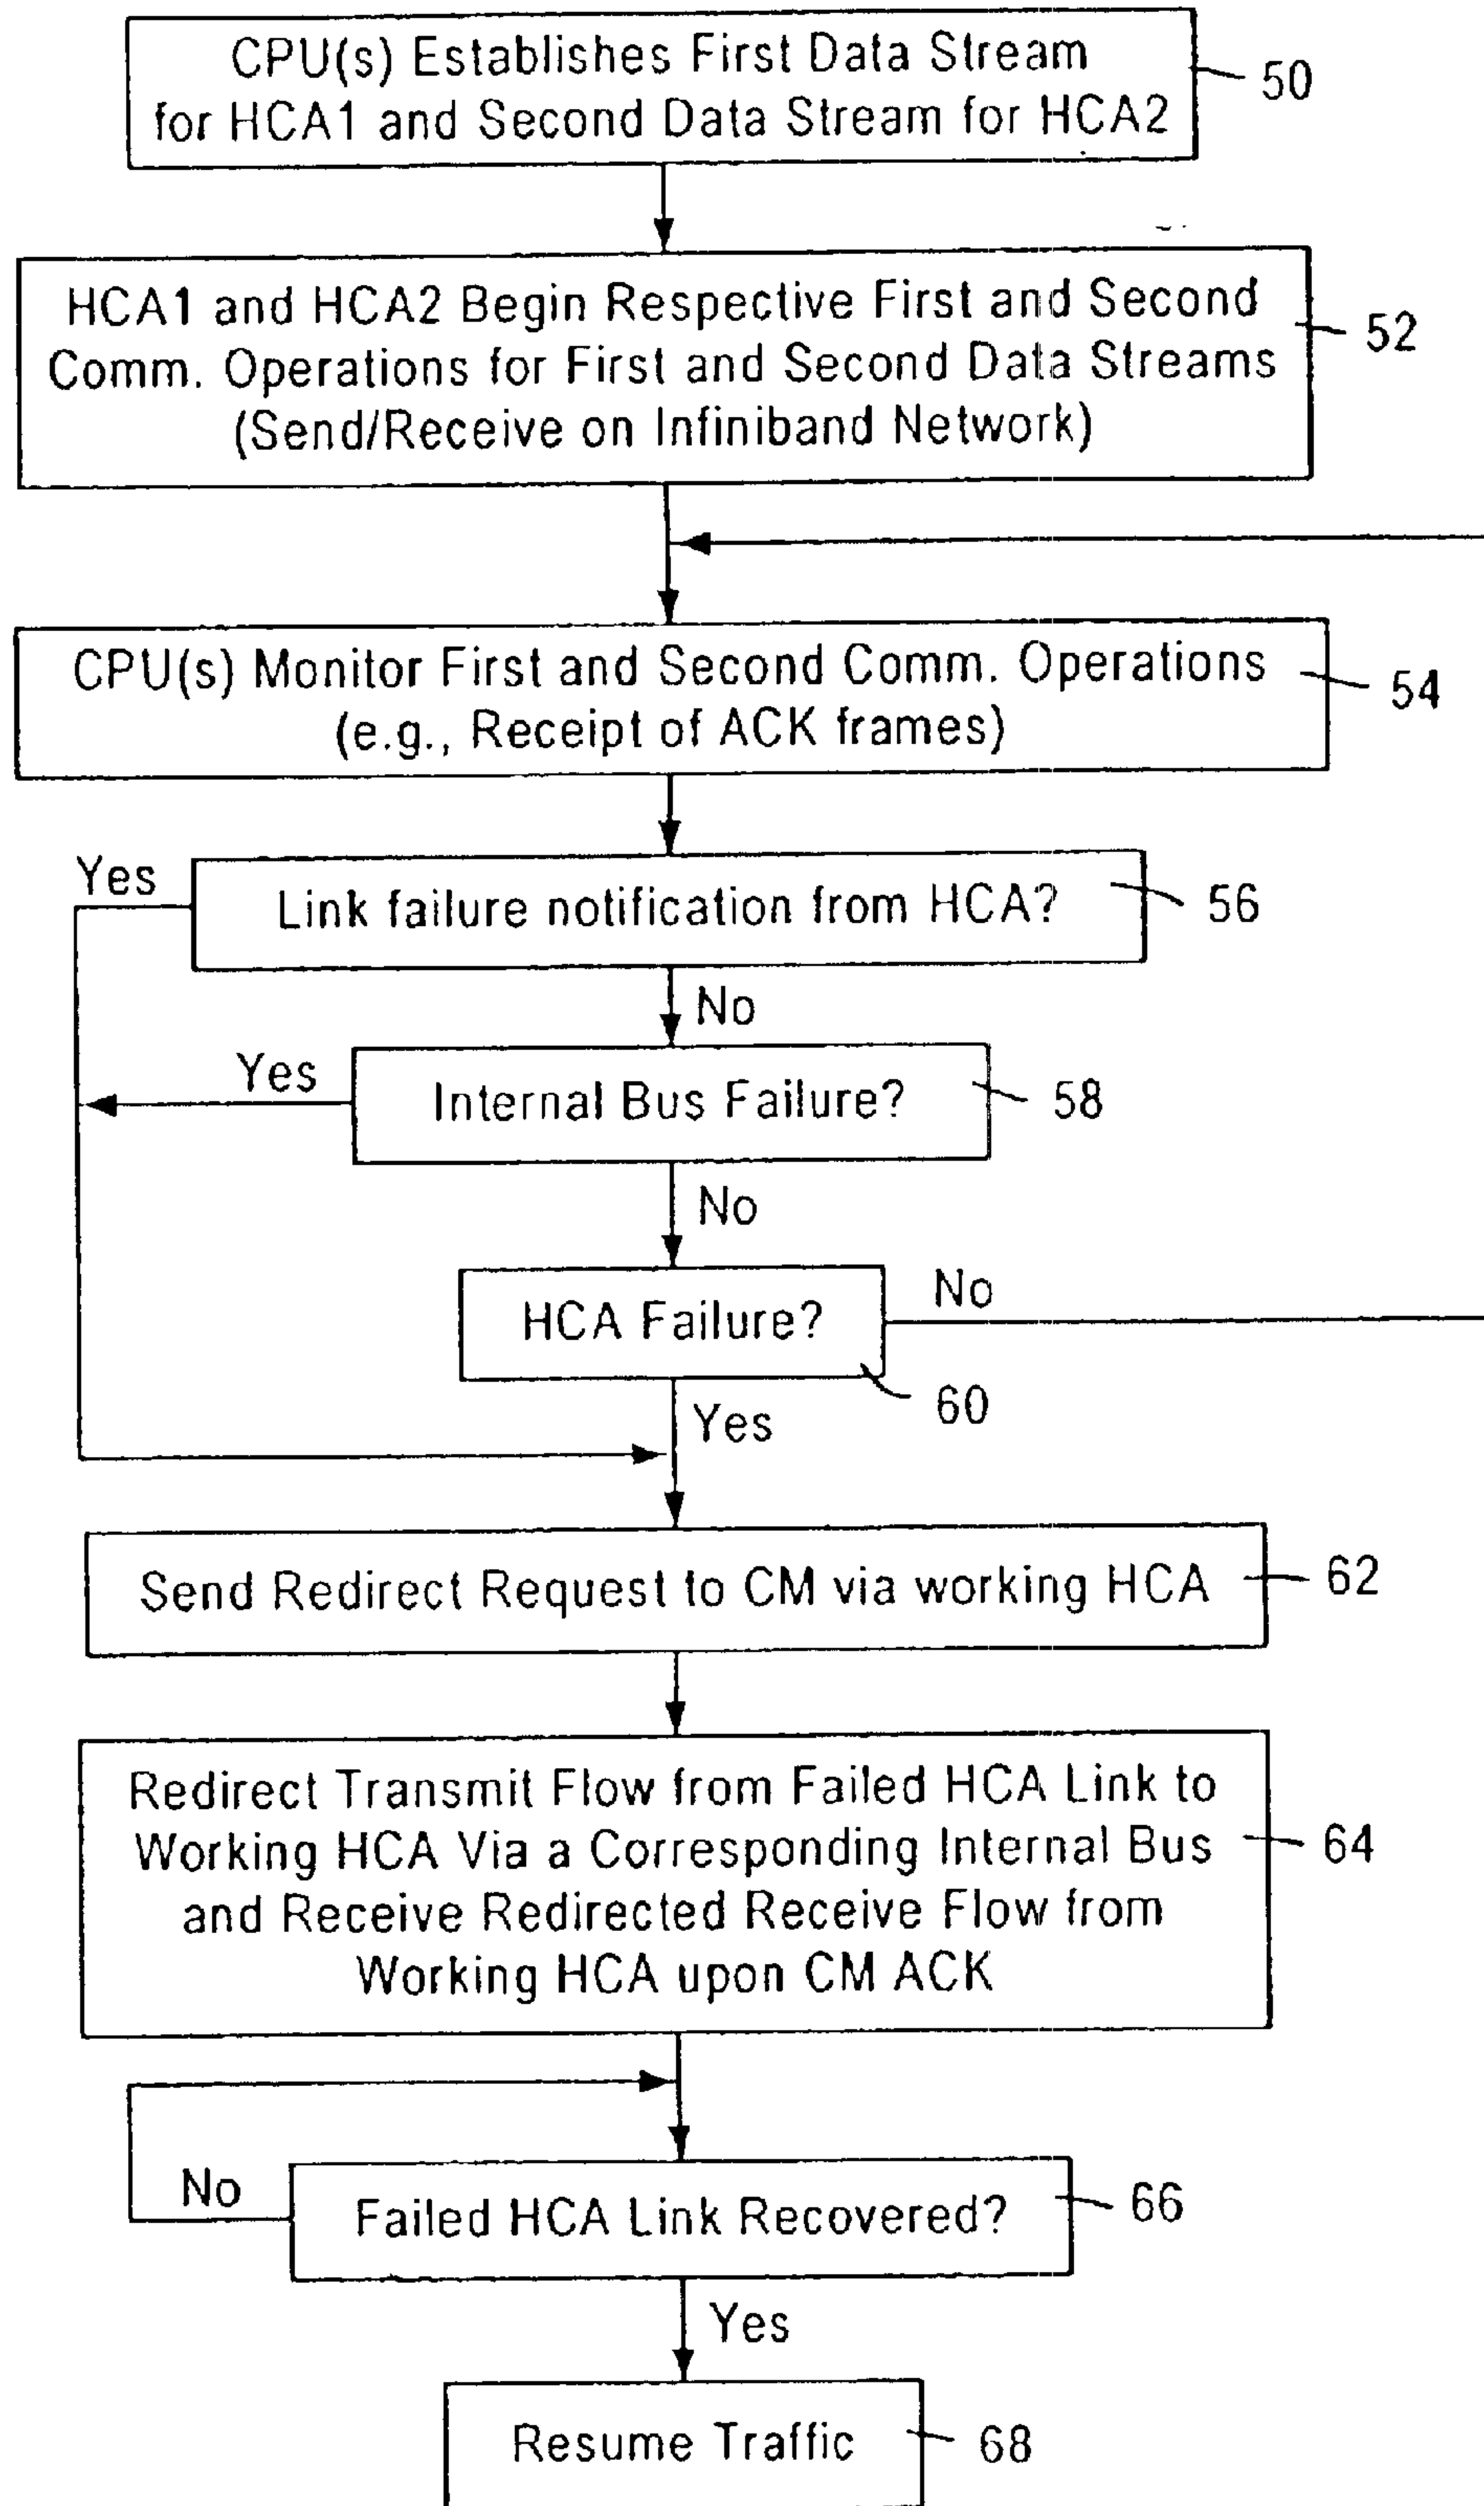 CPU(s) Establishes First Data Stream
for HCA1 and Second Data Stream for HCA2
50
HCA1 and HCA2 Begin Respective First and Second
Comm. Operations for First and Second Data Streams
(Send/Receive on Infiniband Network)
52
CPU(s) Monitor First and Second Comm. Operations
(e.g., Receipt of ACK frames)
54
Yes
Link failure notification from HCA?
56
No
Yes
Internal Bus Failure?
58
No
HCA Failure?
No
60
Yes
Send Redirect Request to CM via working HCA
62
Redirect Transmit Flow from Failed HCA Link to
Working HCA Via a Corresponding Internal Bus
and Receive Redirected Receive Flow from
Working HCA upon CM ACK
64
No
Failed HCA Link Recovered?
66
Yes
Resume Traffic
68